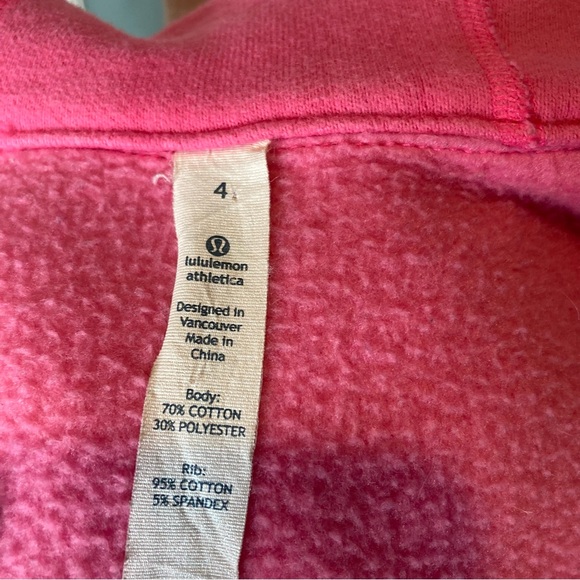 4
lululemon
athletica
Designed in
Vancouver
Made in
China
Body:
70% COTTON
30% POLYESTER
Rib:
95% COTTON
5% SPANDEX